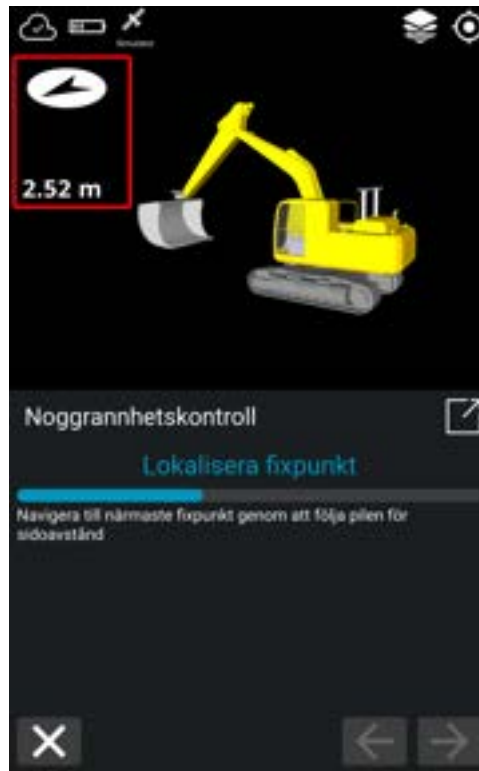 2.52 m
Noggrannhetskontroll
Lokalisera fixpunkt
Navigera till närmaste fixpunkt genom att följa pilen för
sidoavstånd